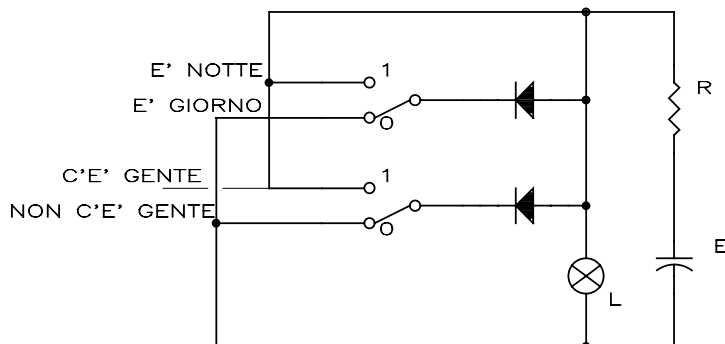 E' NOTTE 1
E' GIORNO 0
R
C'E' GENTE 1
NON C'E' GENTE 0
E
L